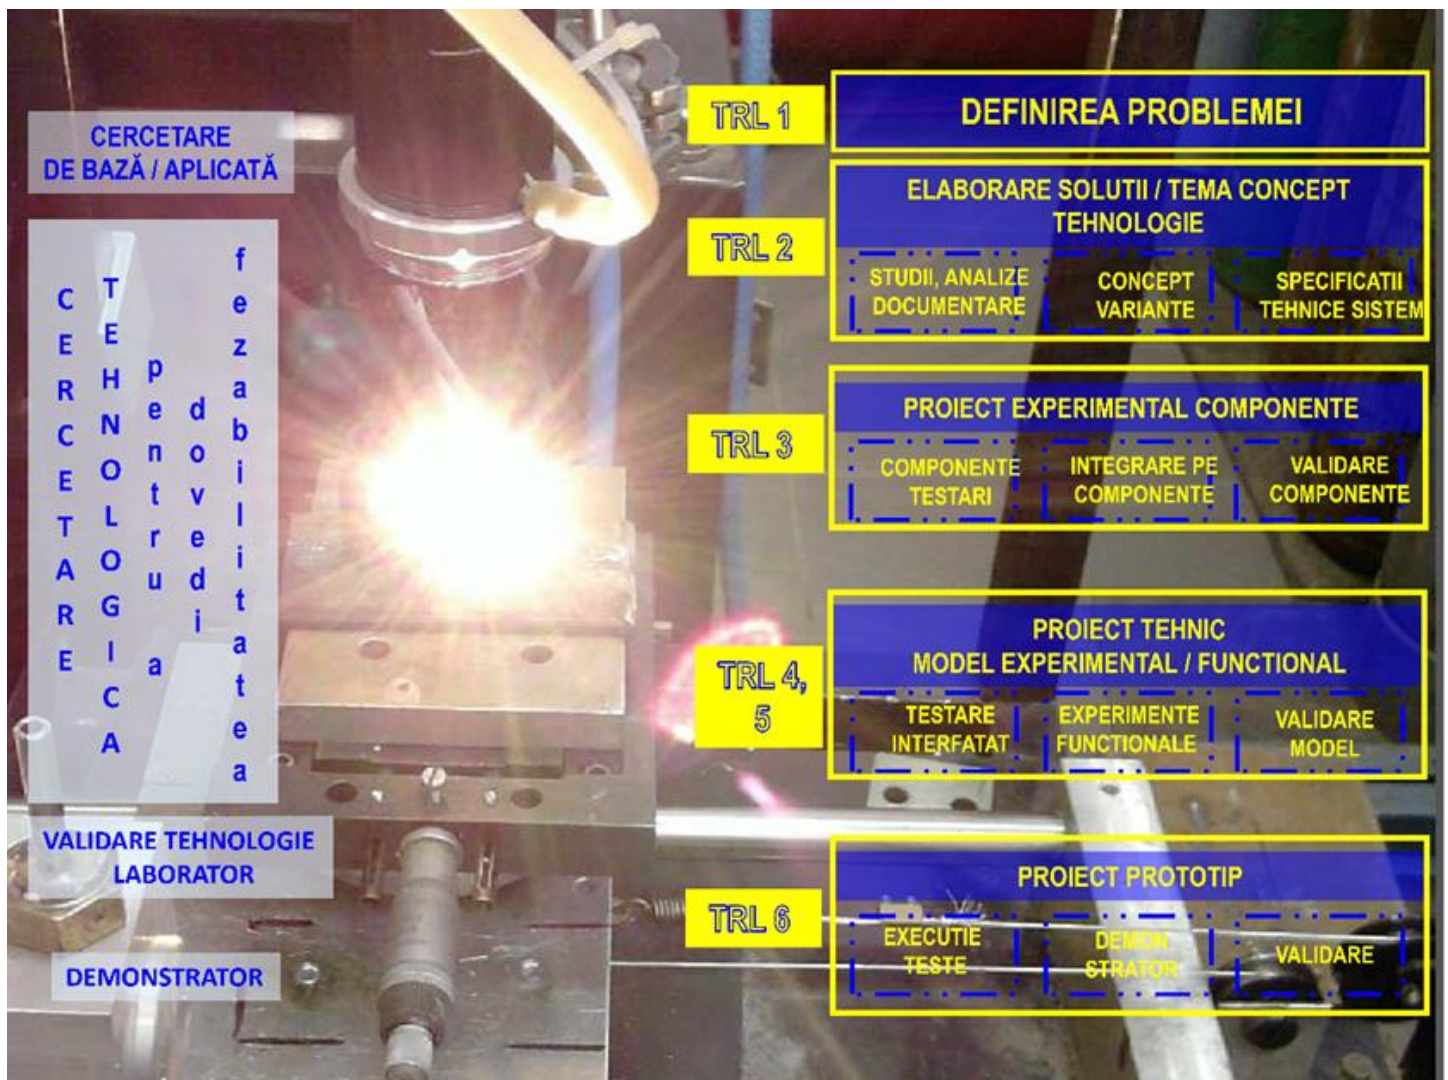 CERCETARE
DE BAZĂ / APLICATĂ
CERCETARE
TEHNOLOGICA
pentru a
dovedi
fezabilitatea
VALIDARE TEHNOLOGIE
LABORATOR
DEMONSTRATOR
TRL 1
DEFINIREA PROBLEMEI
TRL 2
ELABORARE SOLUTII / TEMA CONCEPT
TEHNOLOGIE
STUDII, ANALIZE
DOCUMENTARE
CONCEPT
VARIANTE
SPECIFICATII
TEHNICE SISTEM
TRL 3
PROIECT EXPERIMENTAL COMPONENTE
COMPONENTE
TESTARI
INTEGRARE PE
COMPONENTE
VALIDARE
COMPONENTE
TRL 4,
5
PROIECT TEHNIC
MODEL EXPERIMENTAL / FUNCTIONAL
TESTARE
INTERFATAT
EXPERIMENTE
FUNCTIONALE
VALIDARE
MODEL
TRL 6
PROIECT PROTOTIP
EXECUTIE
TESTE
DEMON
STRATOR
VALIDARE